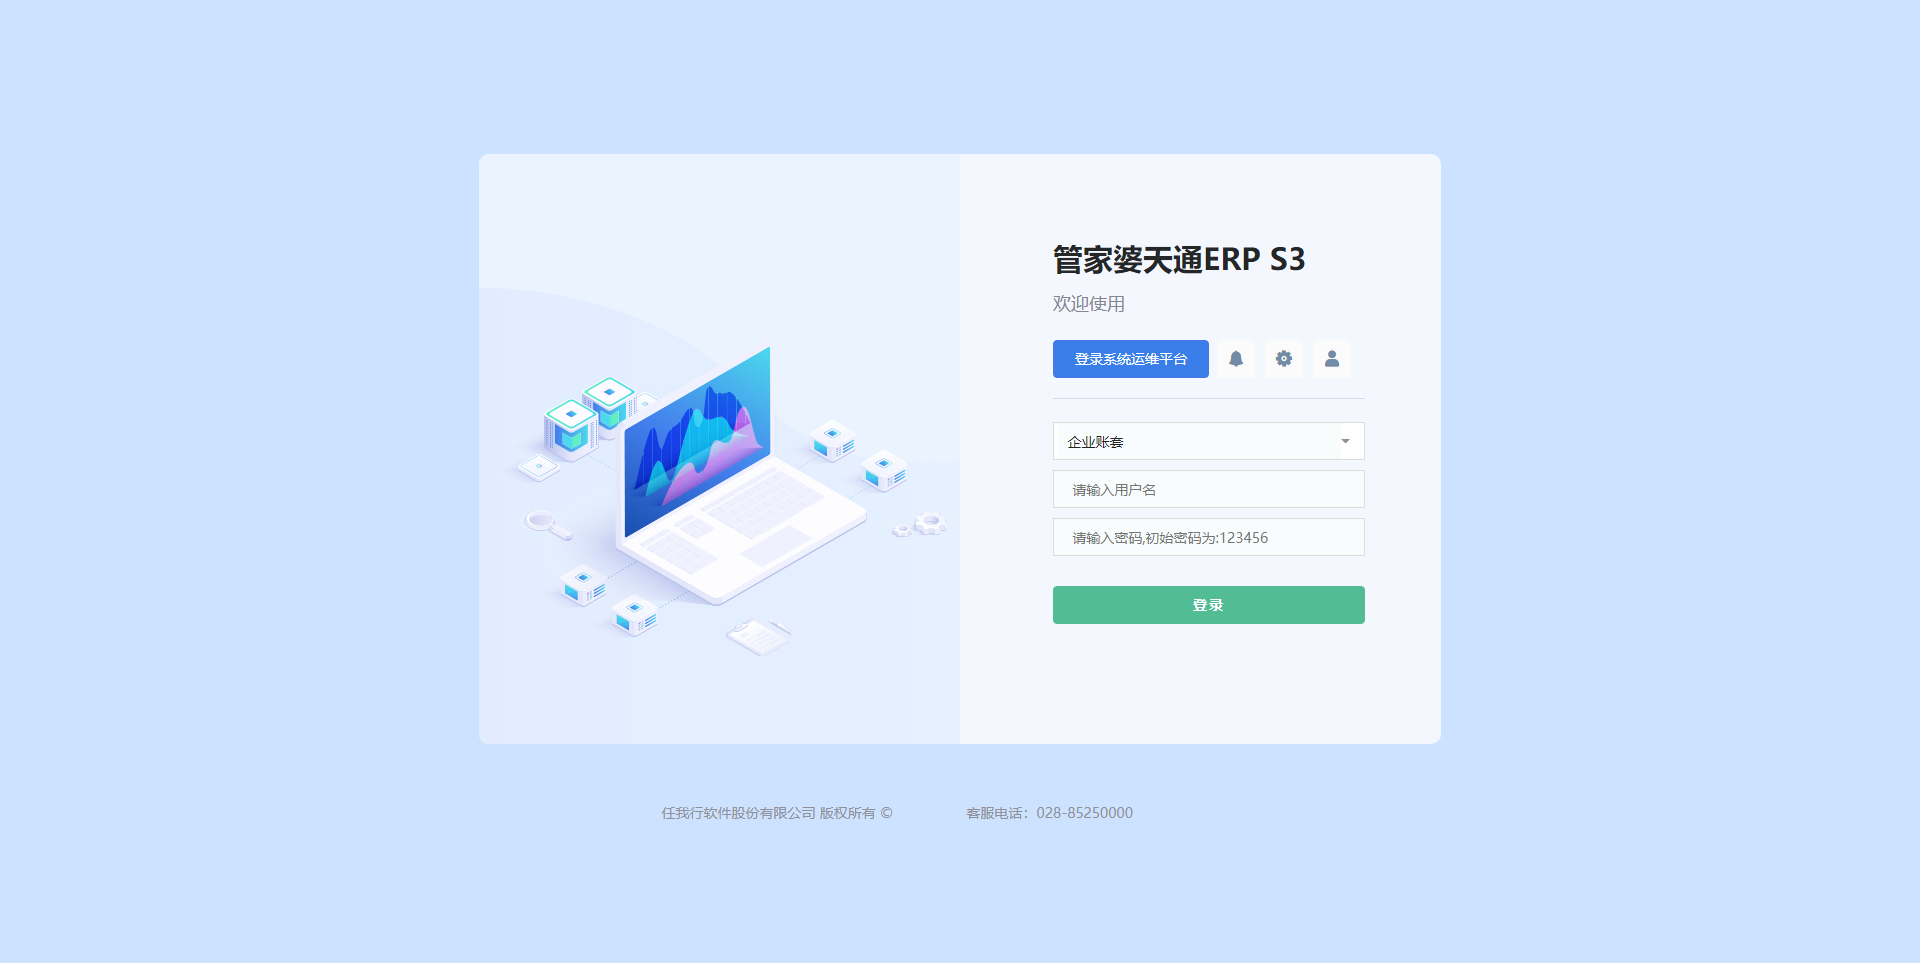 管家婆天通ERP S3
欢迎使用
登录系统运维平台
企业账套
请输入用户名
请输入密码,初始密码为:123456
登录
任我行软件股份有限公司 版权所有 © 客服电话：028-85250000